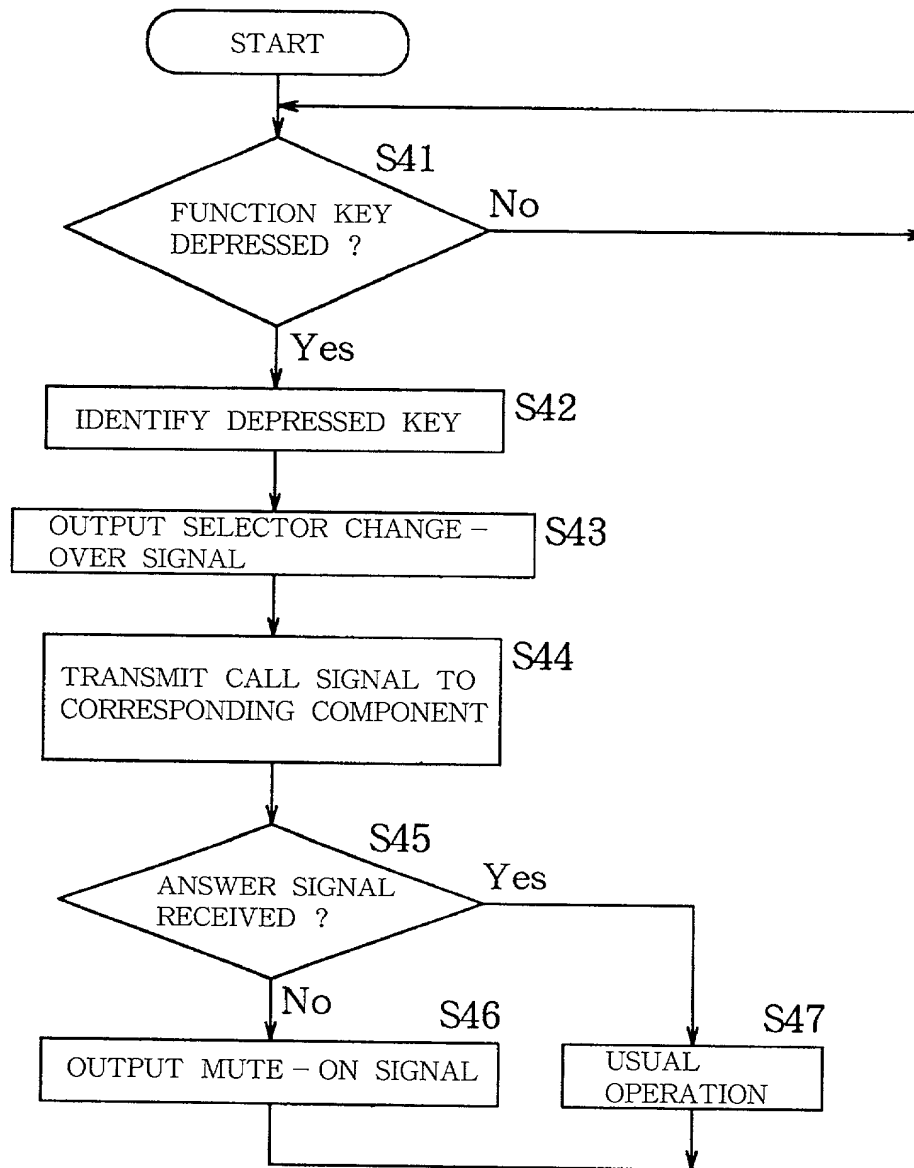 START
S41
FUNCTION KEY
DEPRESSED ?
No
Yes
IDENTIFY DEPRESSED KEY
S42
OUTPUT SELECTOR CHANGE-
OVER SIGNAL
S43
TRANSMIT CALL SIGNAL TO
CORRESPONDING COMPONENT
S44
S45
ANSWER SIGNAL
RECEIVED ?
Yes
No
S46
OUTPUT MUTE-ON SIGNAL
S47
USUAL
OPERATION